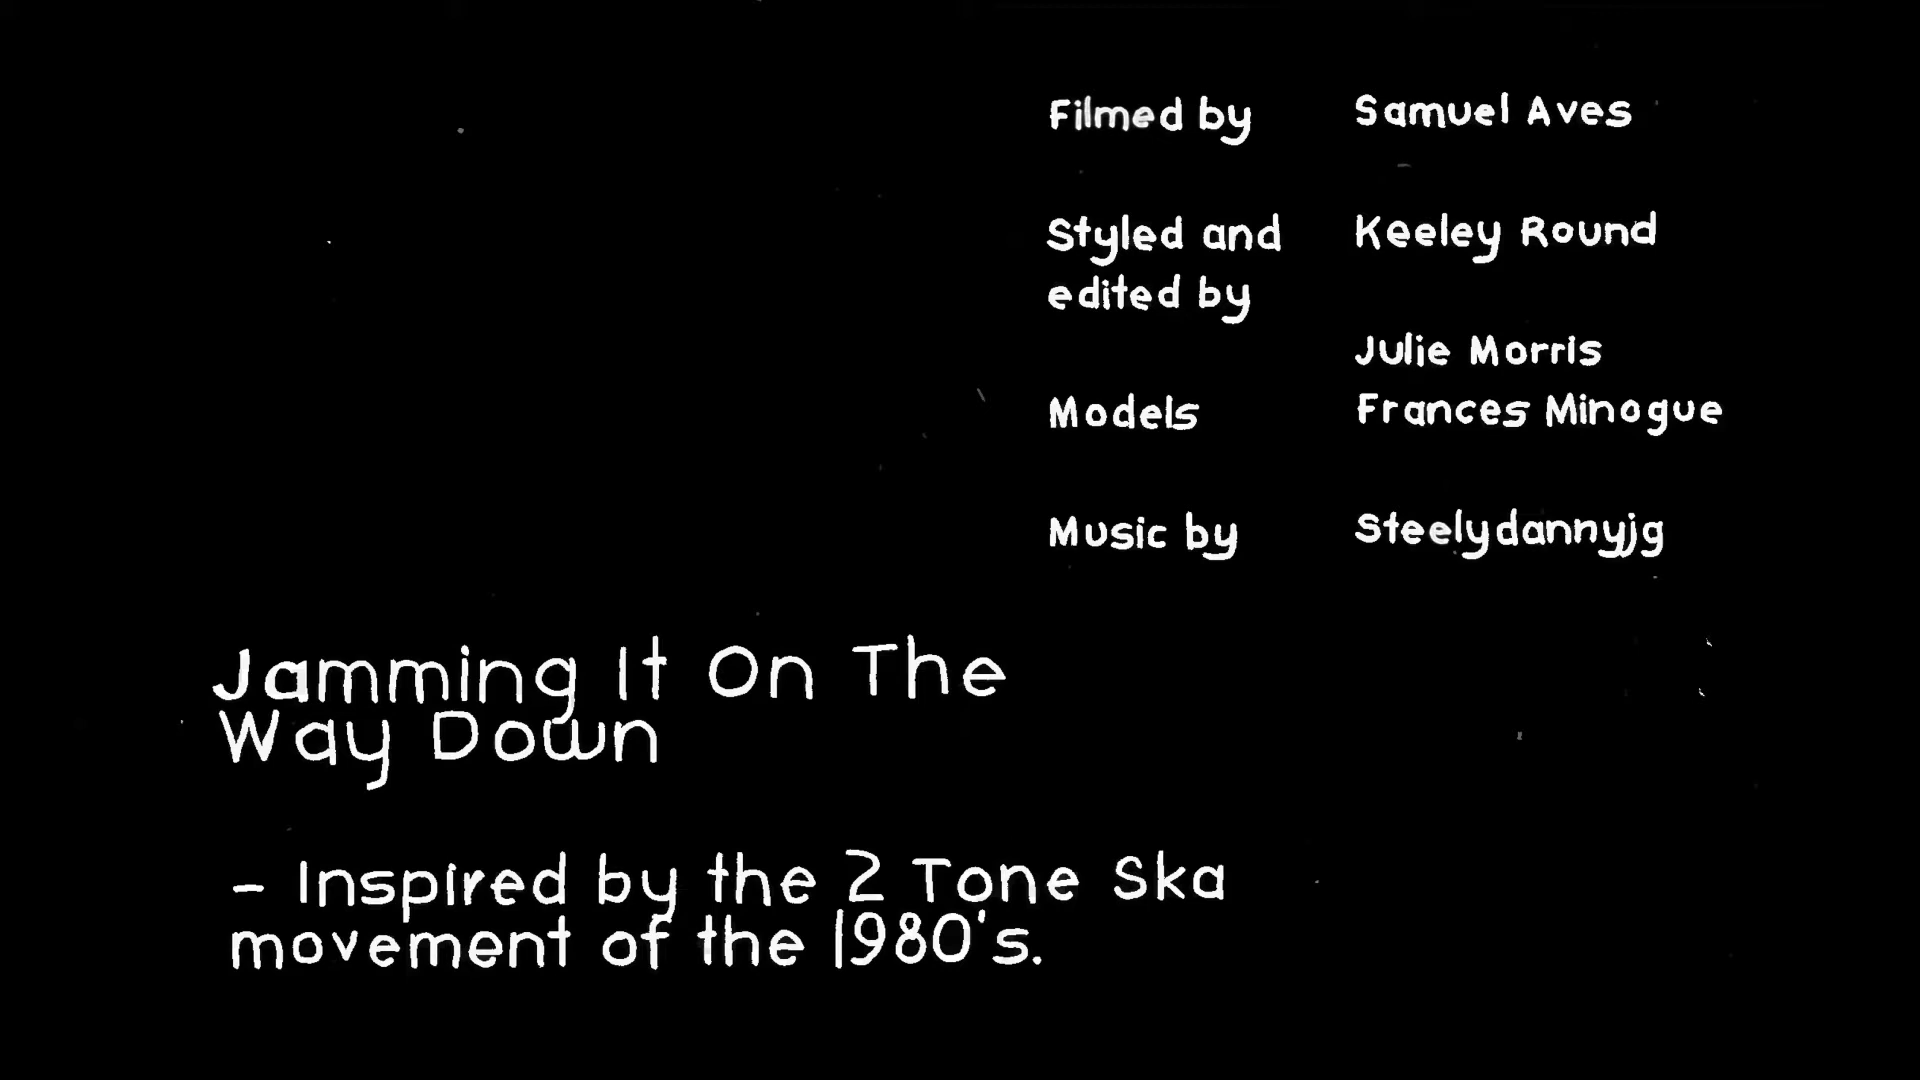 Filmed by Samuel Aves
Styled and Keeley Round
edited by
Julie Morris
Models Frances Minogue
Music by Steelydannyjg
Jamming It On The
Way Down
- Inspired by the 2 Tone Ska
movement of the 1980's.